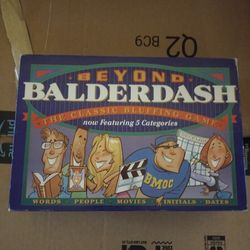 Q2
BC9
BEYOND
BALDERDASH
THE CLASSIC BLUFFING GAME
now Featuring 5 Categories
BMOC
WORDS · PEOPLE · MOVIES · INITIALS · DATES